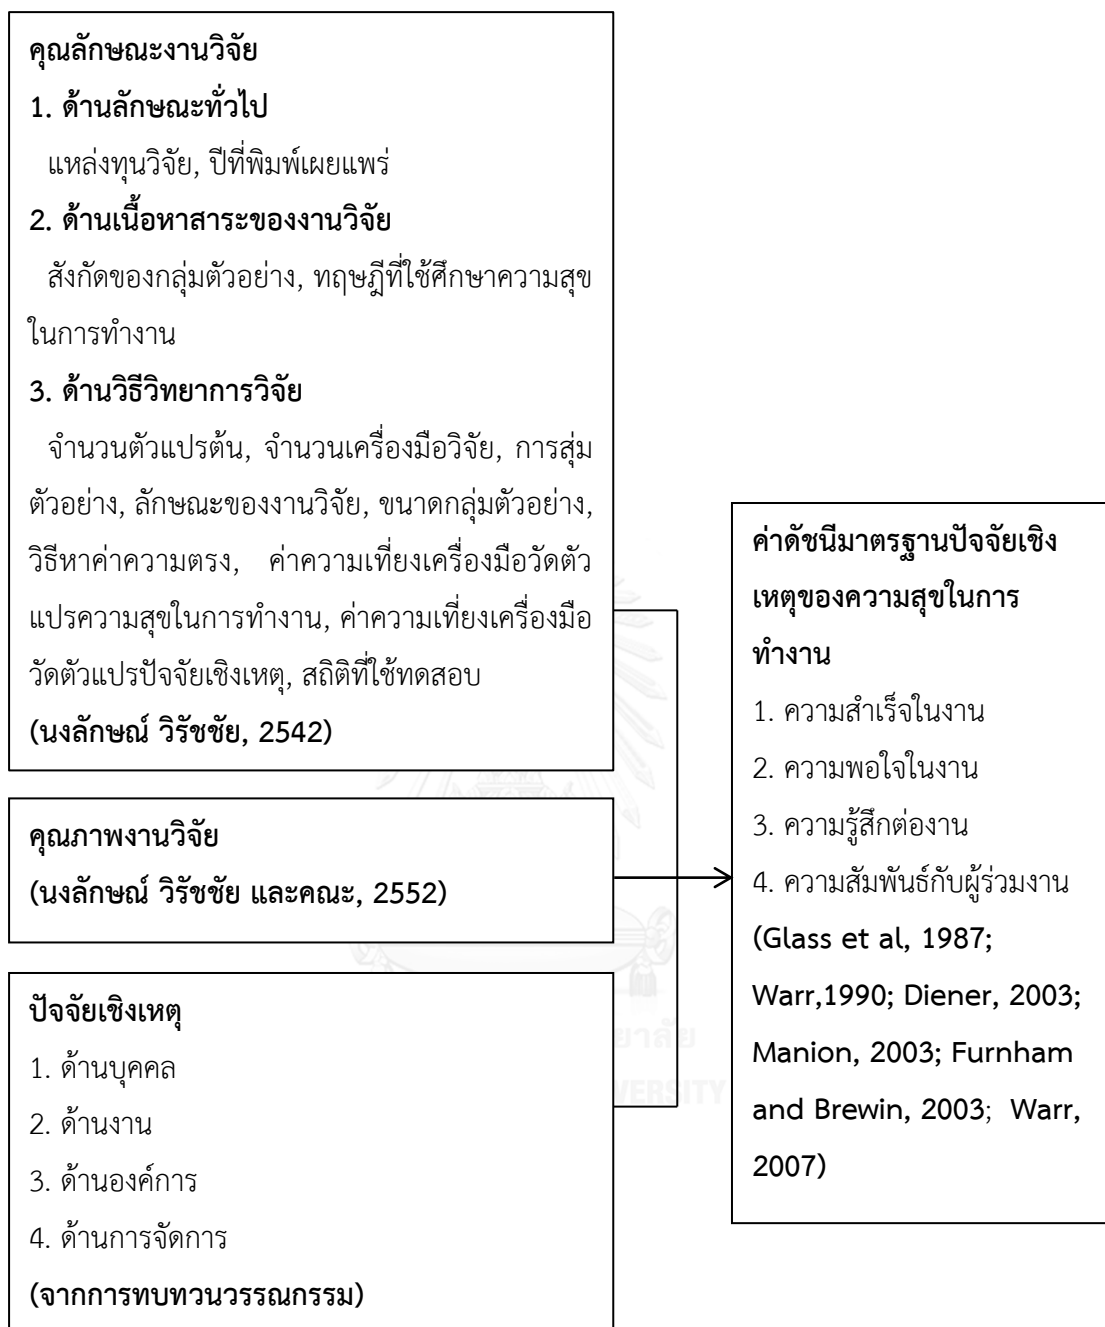 คุณลักษณะงานวิจัย
1. ด้านลักษณะทั่วไป
แหล่งทุนวิจัย, ปีที่พิมพ์เผยแพร่
2. ด้านเนื้อหาสาระของงานวิจัย
สังกัดของกลุ่มตัวอย่าง, ทฤษฎีที่ใช้ศึกษาความสุข
ในการทำงาน
3. ด้านวิธีวิทยาการวิจัย
จำนวนตัวแปรต้น, จำนวนเครื่องมือวิจัย, การสุ่ม
ตัวอย่าง, ลักษณะของงานวิจัย, ขนาดกลุ่มตัวอย่าง,
วิธีหาค่าความตรง, ค่าความเที่ยงเครื่องมือวัดตัว
แปรความสุขในการทำงาน, ค่าความเที่ยงเครื่องมือ
วัดตัวแปรปัจจัยเชิงเหตุ, สถิติที่ใช้ทดสอบ
(นงลักษณ์ วิรัชชัย, 2542)
คุณภาพงานวิจัย
(นงลักษณ์ วิรัชชัย และคณะ, 2552)
ปัจจัยเชิงเหตุ
1. ด้านบุคคล
2. ด้านงาน
3. ด้านองค์การ
4. ด้านการจัดการ
(จากการทบทวนวรรณกรรม)
ค่าดัชนีมาตรฐานปัจจัยเชิง
เหตุของความสุขในการ
ทำงาน
1. ความสำเร็จในงาน
2. ความพอใจในงาน
3. ความรู้สึกต่องาน
4. ความสัมพันธ์กับผู้ร่วมงาน
(Glass et al, 1987;
Warr,1990; Diener, 2003;
Manion, 2003; Furnham
and Brewin, 2003; Warr,
2007)
ยาลัย
VERSITY